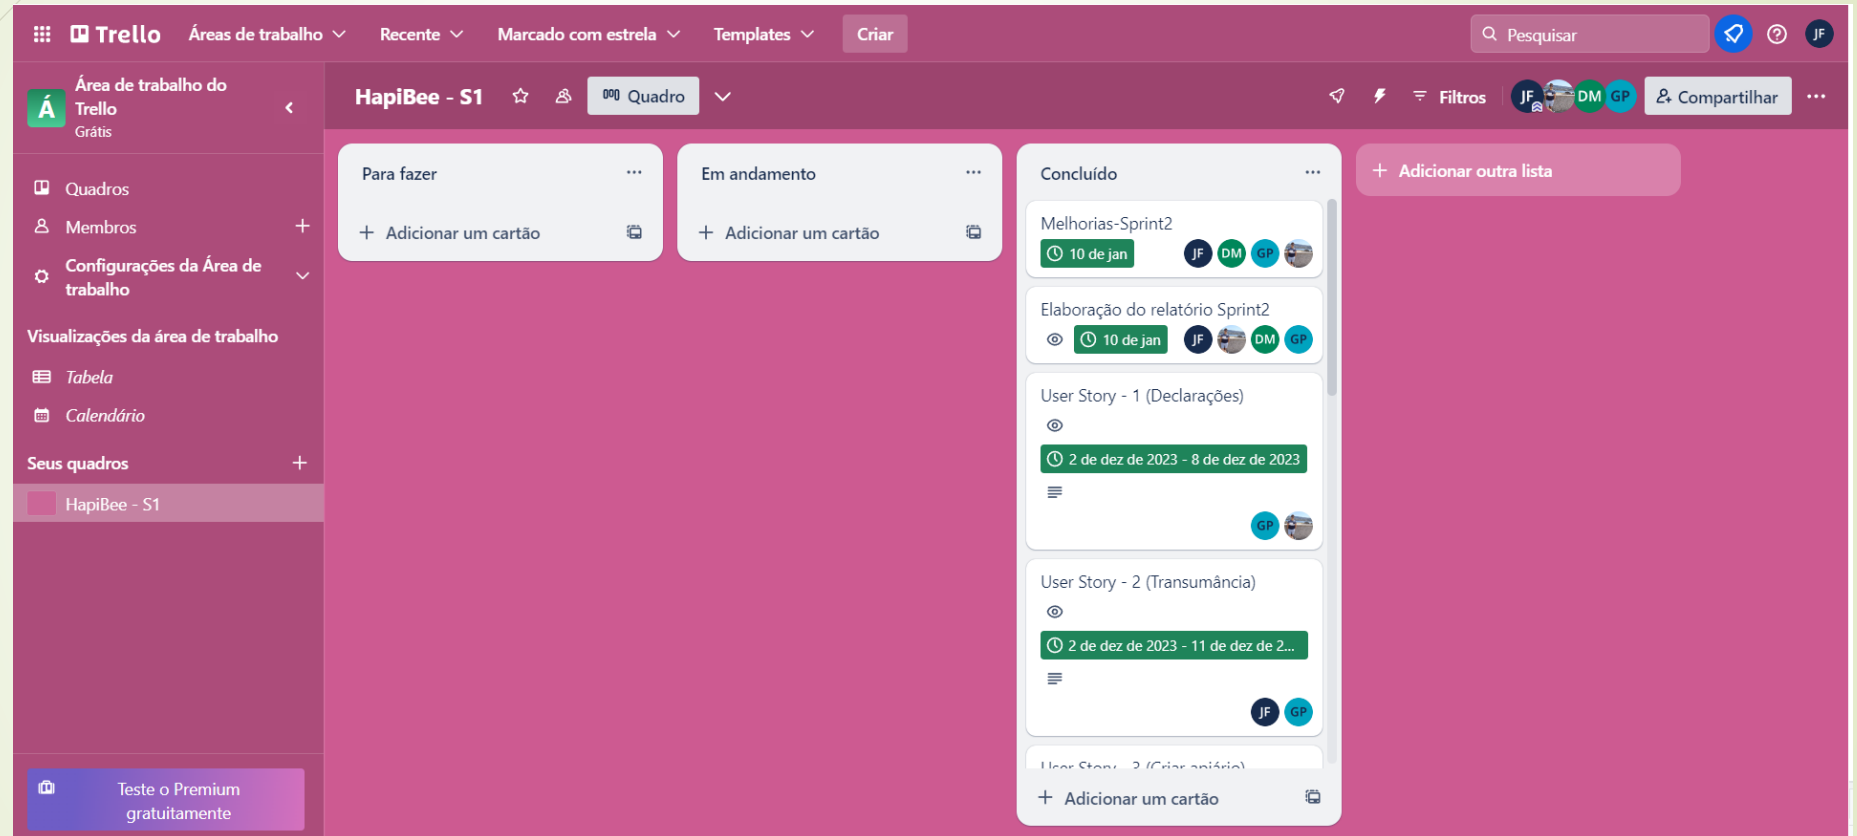 Trello
Áreas de trabalho
Recente
Marcado com estrela
Templates
Criar
Pesquisar
JF
Á
Área de trabalho do
Trello
Grátis
HapiBee - S1
Quadro
Filtros
JF
DM
GP
Compartilhar
Quadros
Membros
Configurações da Área de
trabalho
Visualizações da área de trabalho
Tabela
Calendário
Seus quadros
HapiBee - S1
Teste o Premium
gratuitamente
Para fazer
Adicionar um cartão
Em andamento
Adicionar um cartão
Concluído
Melhorias-Sprint2
10 de jan
JF
DM
GP
Elaboração do relatório Sprint2
10 de jan
JF
DM
GP
User Story - 1 (Declarações)
2 de dez de 2023 - 8 de dez de 2023
GP
User Story - 2 (Transumância)
2 de dez de 2023 - 11 de dez de 2...
JF
GP
User Story - 3 (Criar apiário)
Adicionar um cartão
Adicionar outra lista